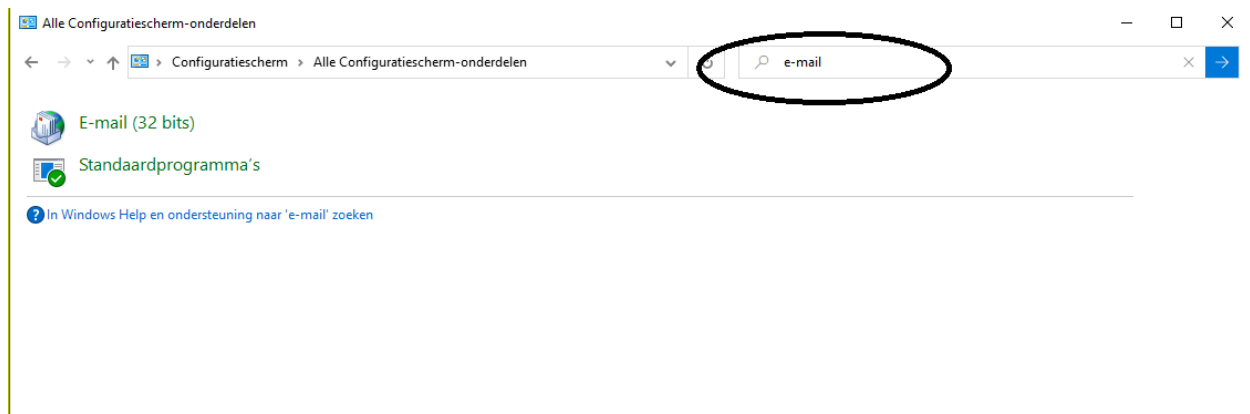 Alle Configuratiescherm-onderdelen
Configuratiescherm > Alle Configuratiescherm-onderdelen
e-mail
E-mail (32 bits)
Standaardprogramma's
In Windows Help en ondersteuning naar 'e-mail' zoeken